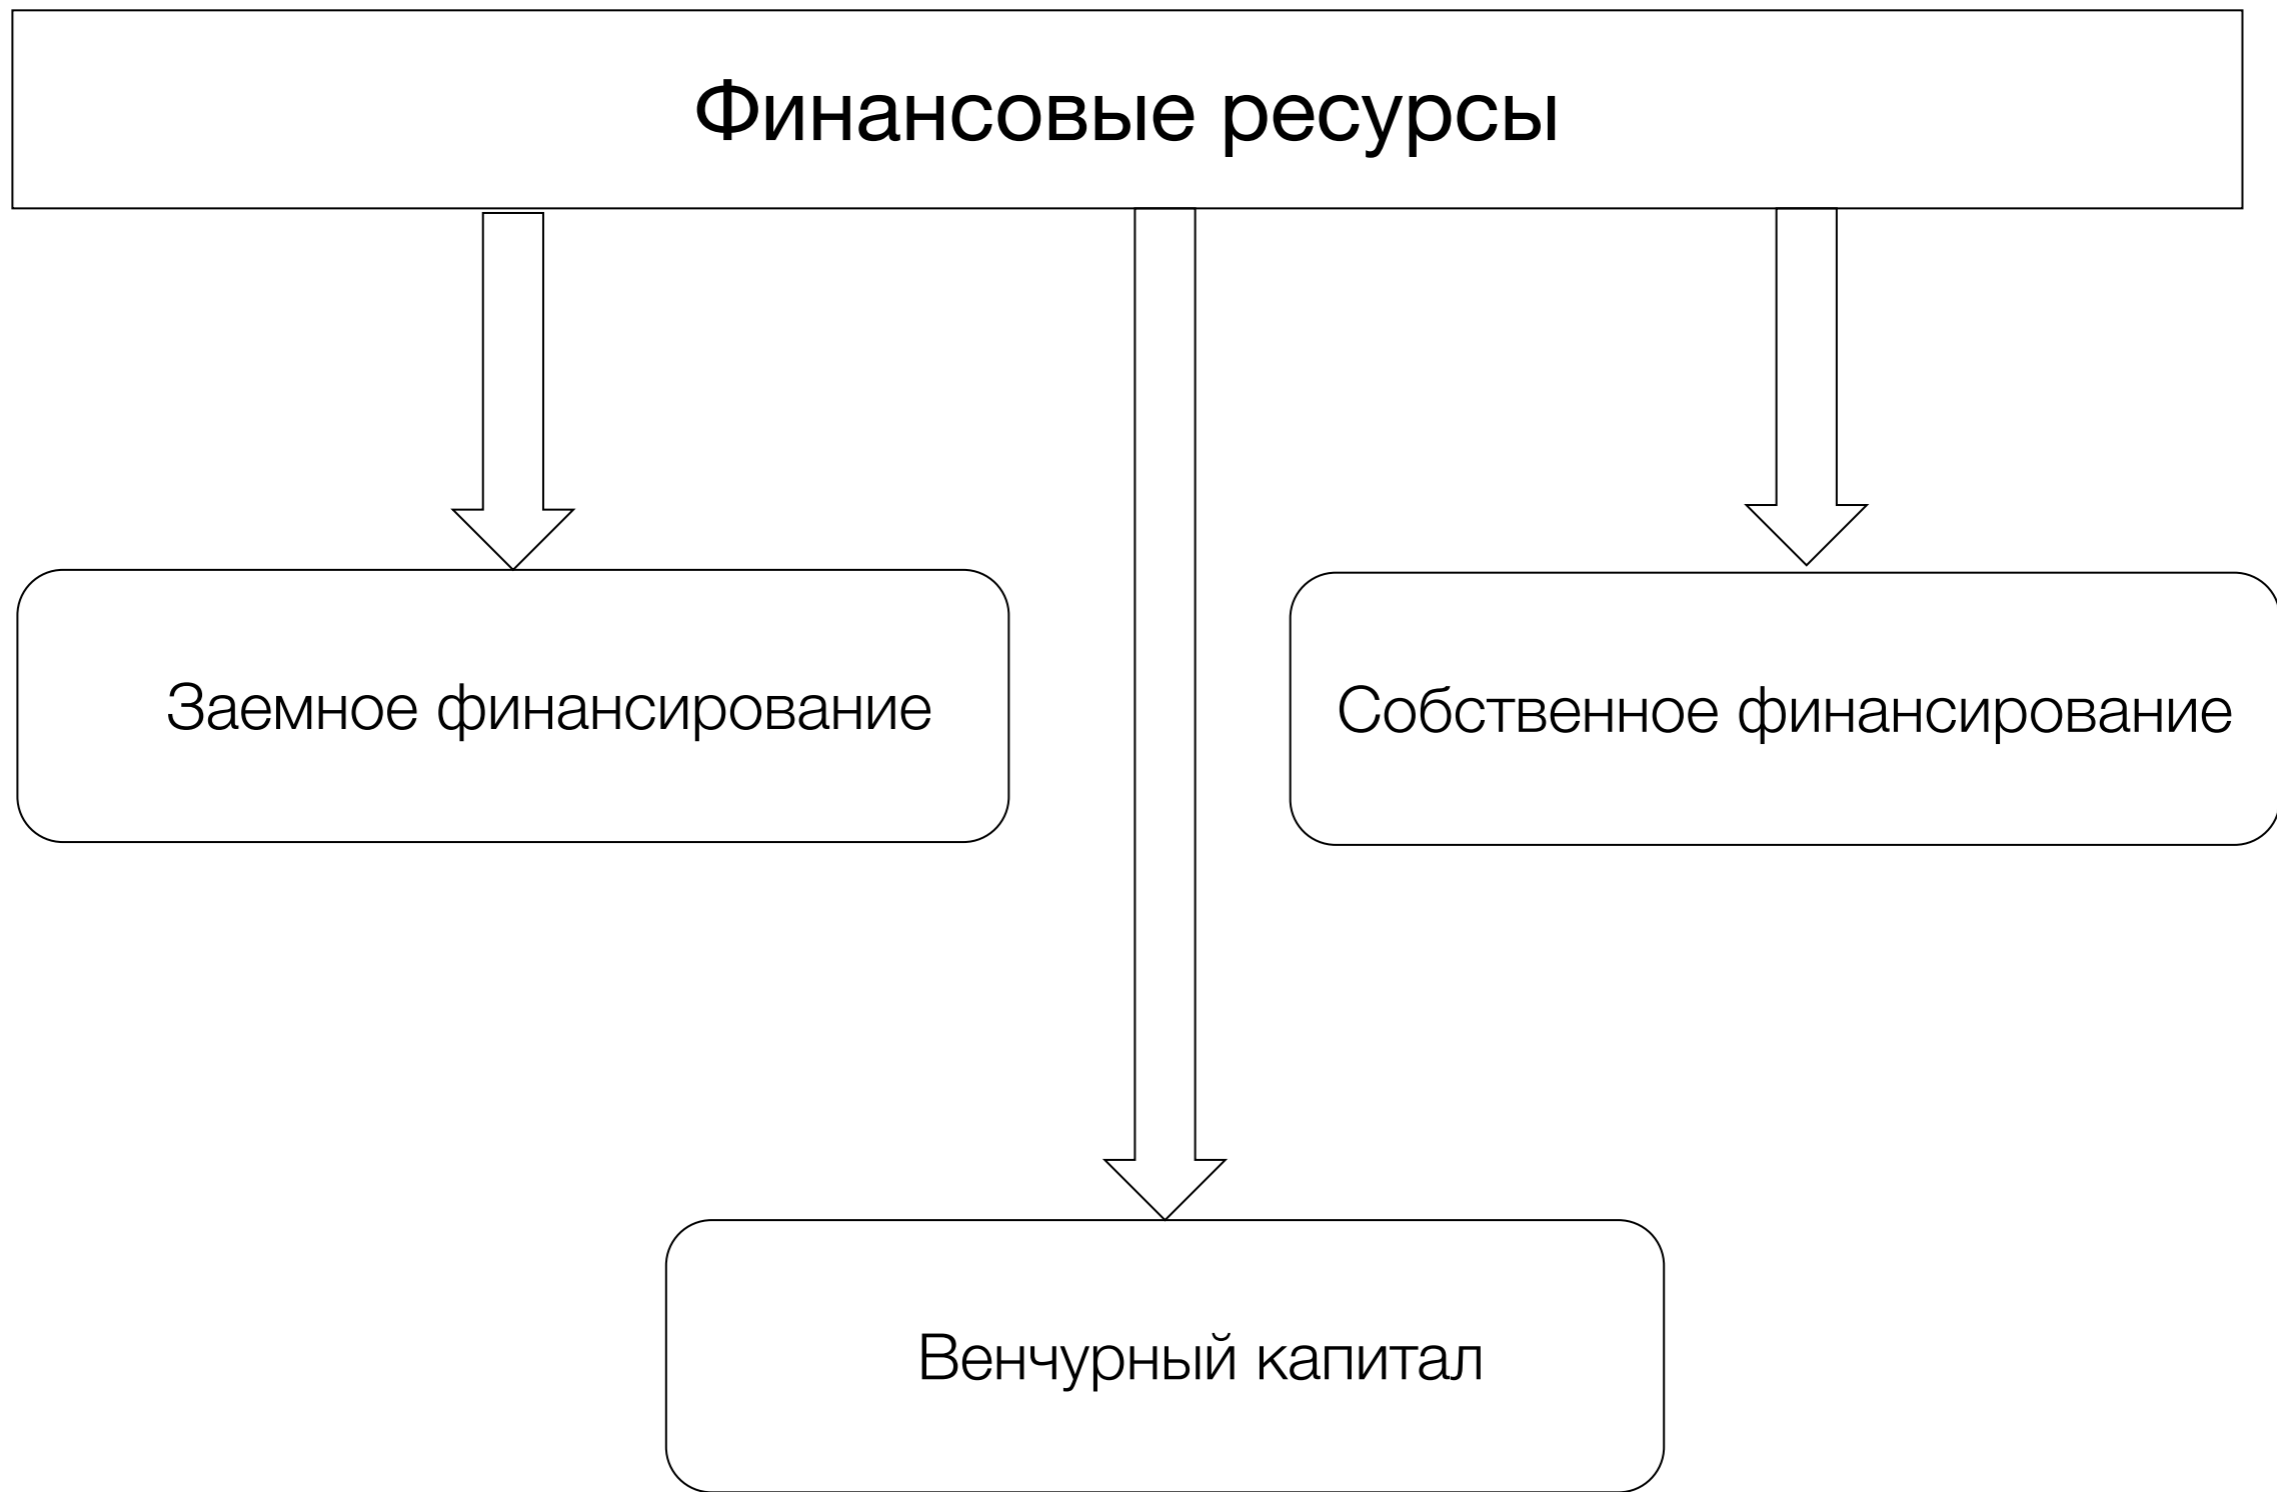 Финансовые ресурсы
Заемное финансирование
Собственное финансирование
Венчурный капитал